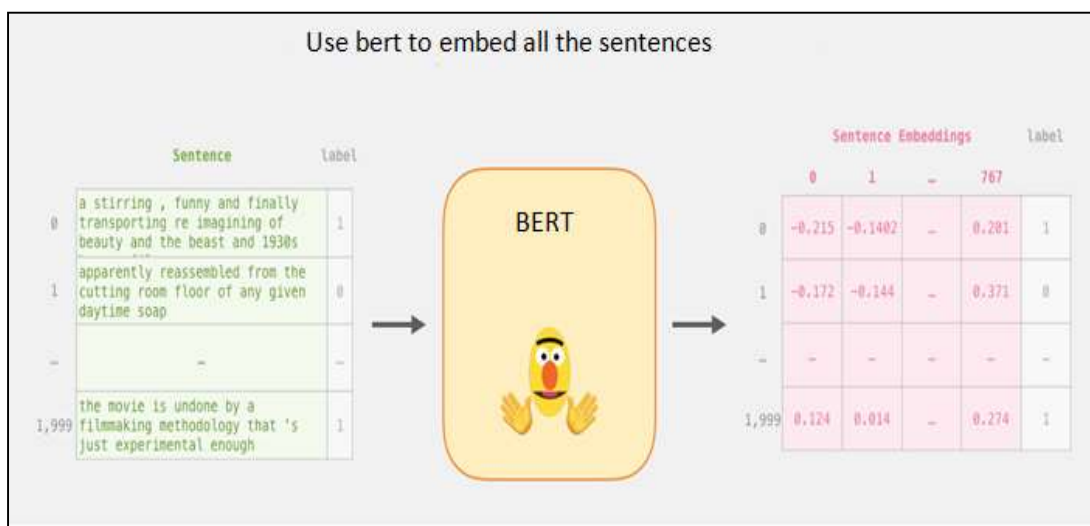 Use bert to embed all the sentences
Sentence label
0 a stirring , funny and finally
transporting re imagining of
beauty and the beast and 1930s
1
1 apparently reassembled from the
cutting room floor of any given
daytime soap
0
… … …
1,999 the movie is undone by a
filmmaking methodology that 's
just experimental enough
1
BERT
Sentence Embeddings label
0 1 … 767
0 -0.215 -0.1402 … 0.201 1
1 -0.172 -0.144 … 0.371 0
… … … … … …
1,999 0.124 0.014 … 0.274 1